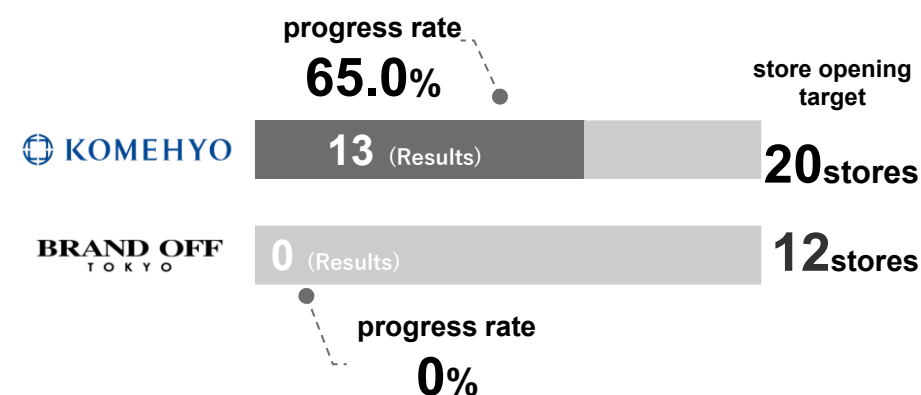 progress rate
65.0%
store opening
target
KOMEHYO
13 (Results)
20stores
BRAND OFF
TOKYO
0 (Results)
12stores
progress rate
0%